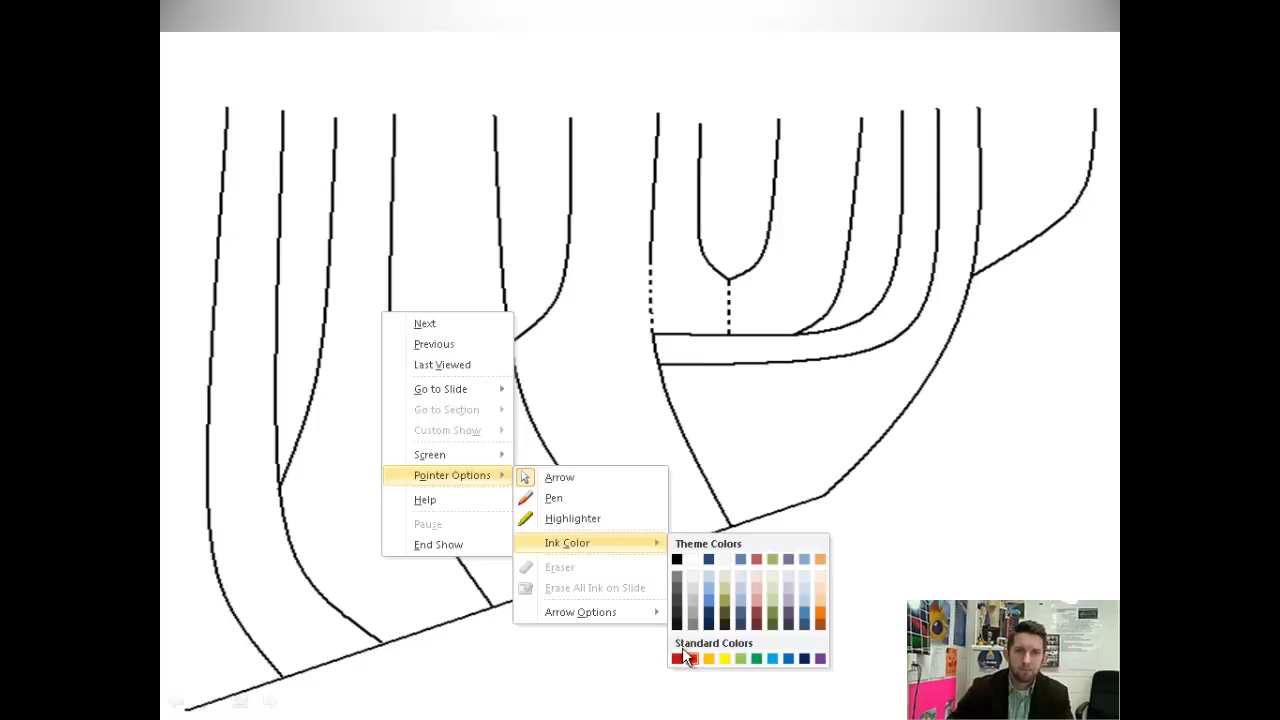 Next
Previous
Last Viewed
Go to Slide
Go to Section
Custom Show
Screen
Pointer Options
Help
Pause
End Show
Arrow
Pen
Highlighter
Ink Color
Eraser
Erase All Ink on Slide
Arrow Options
Theme Colors
Standard Colors